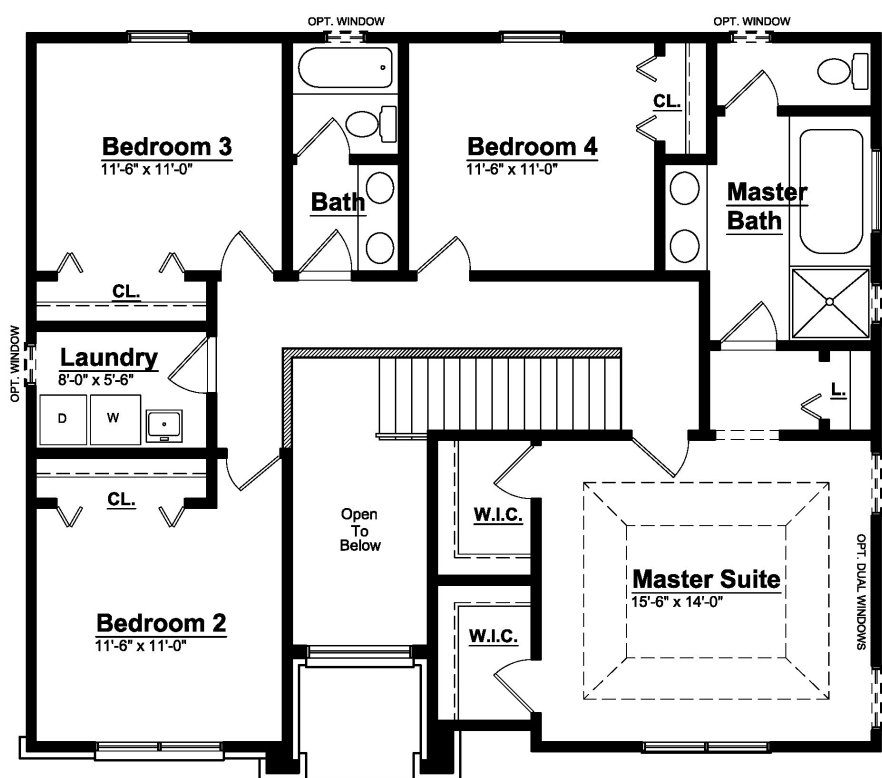 OPT. WINDOW
OPT. WINDOW
Bedroom 3
11'-6" x 11'-0"
Bath
Bedroom 4
11'-6" x 11'-0"
CL.
Master
Bath
CL.
OPT. WINDOW
Laundry
8'-0" x 5'-6"
D
W
L.
CL.
Open
To
Below
W.I.C.
W.I.C.
Master Suite
15'-6" x 14'-0"
OPT. DUAL WINDOWS
Bedroom 2
11'-6" x 11'-0"